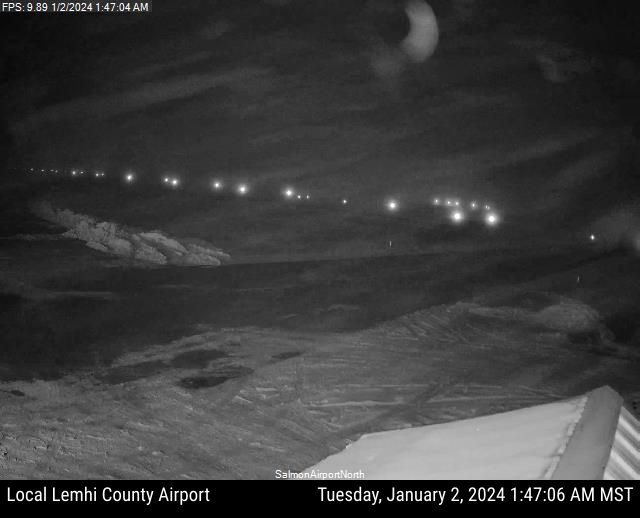 FPS: 9.89 1/2/2024 1:47:04 AM
SalmonAirportNorth
Local Lemhi County Airport
Tuesday, January 2, 2024 1:47:06 AM MST